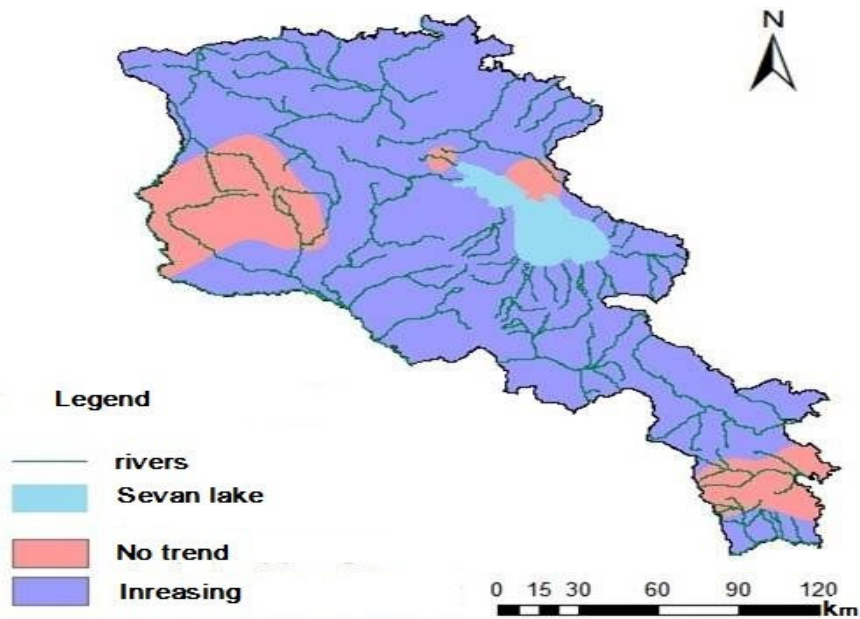 N
Legend
rivers
Sevan lake
No trend
Inreasing
0 15 30 60 90 120
km